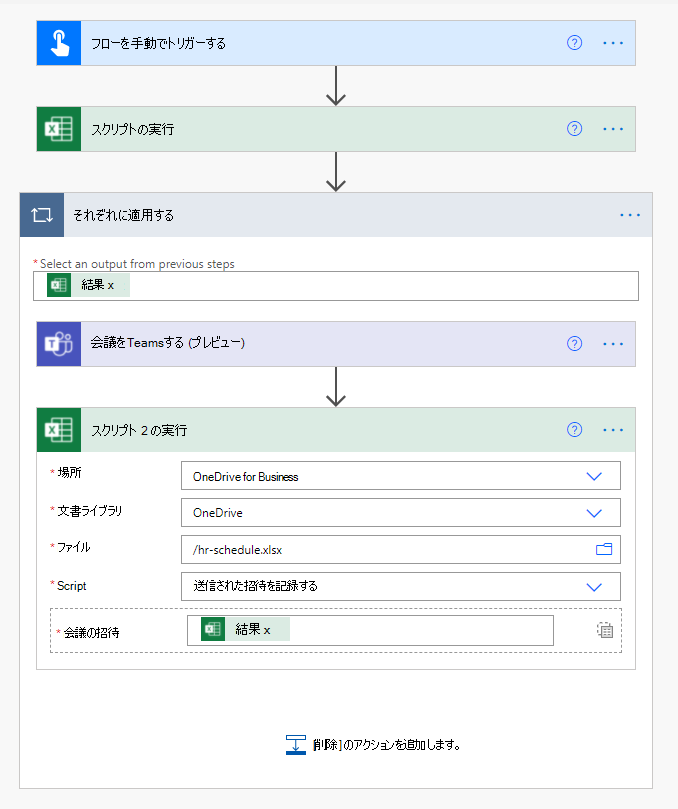 フローを手動でトリガーする
スクリプトの実行
それぞれに適用する
*Select an output from previous steps
結果 x
会議をTeamsする (プレビュー)
スクリプト 2 の実行
*場所 OneDrive for Business
*文書ライブラリ OneDrive
*ファイル /hr-schedule.xlsx
*Script 送信された招待を記録する
*会議の招待 結果 x
[削除]のアクションを追加します。